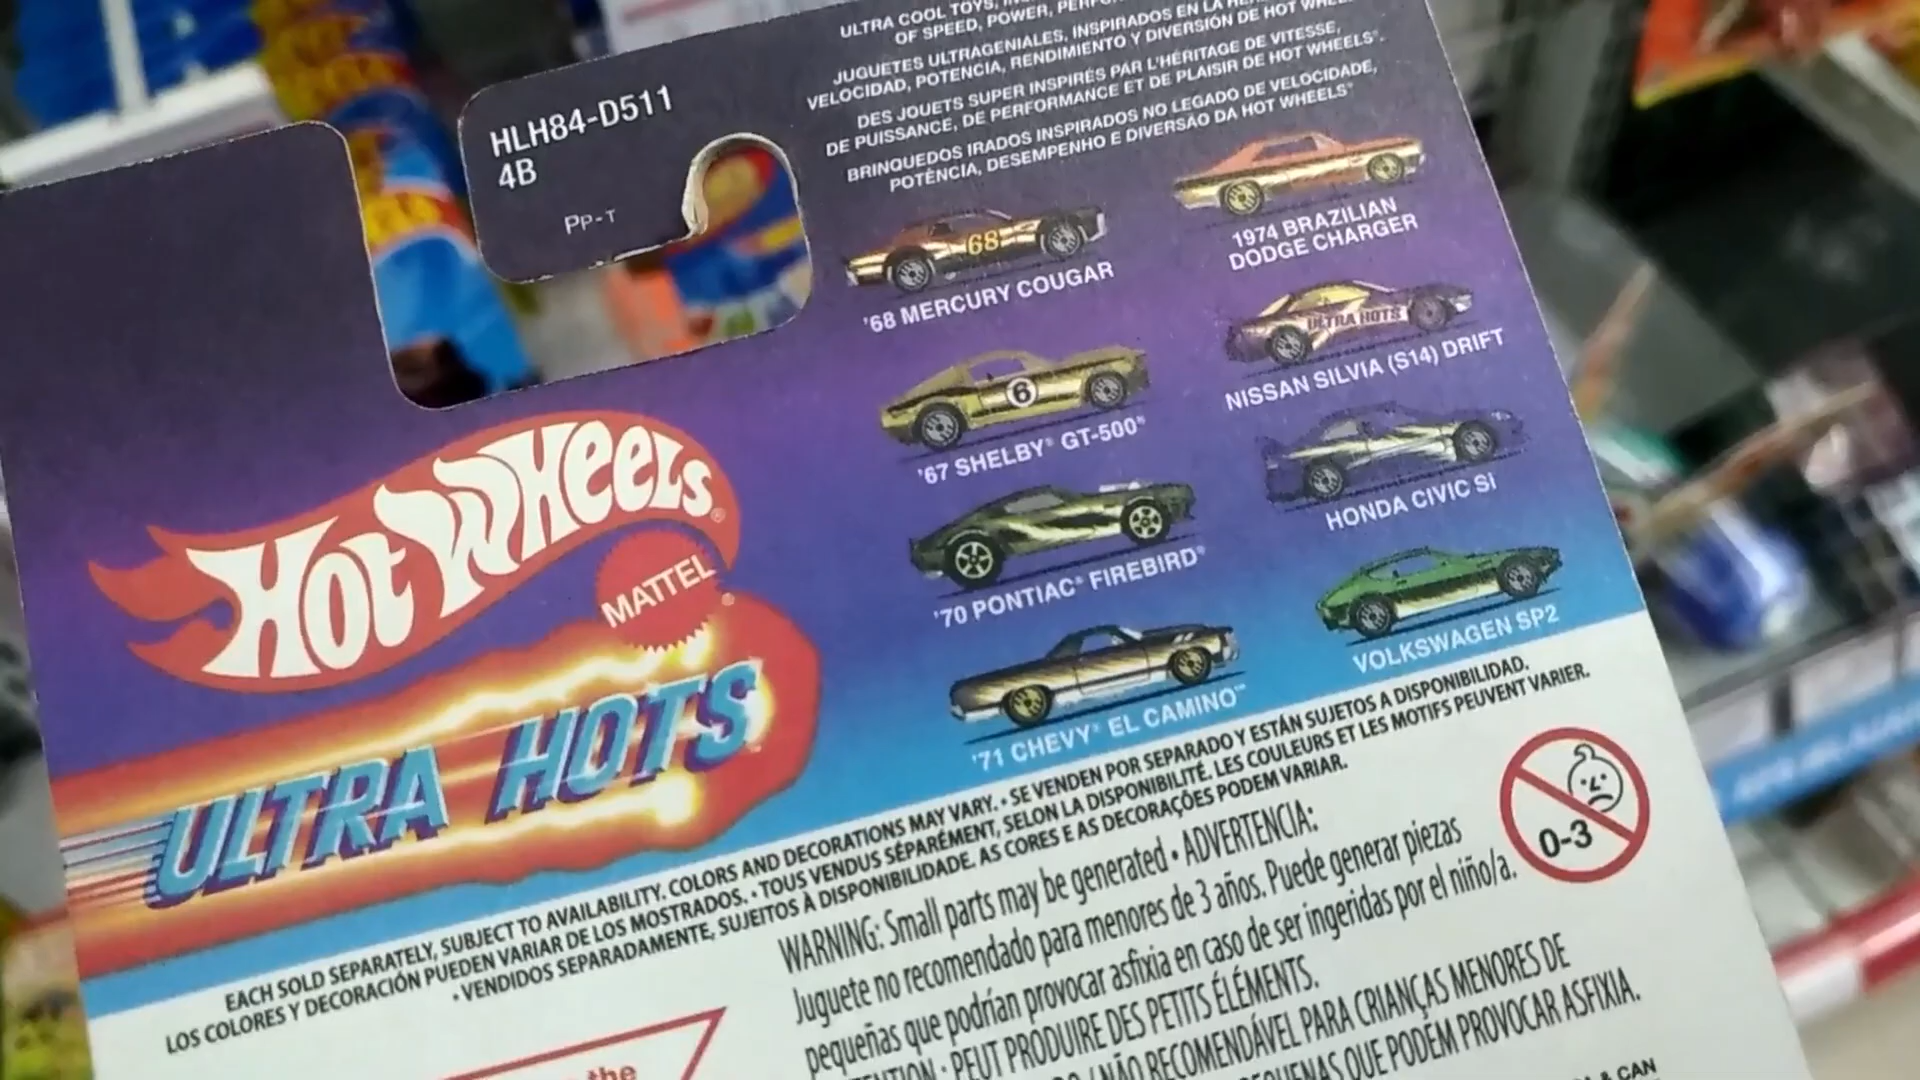 HLH84-D511
4B
PP-T
ULTRA COOL TOYS,
OF SPEED, POWER,
JUGUETES ULTRAGENIALES, INSPIRADOS EN LA
VELOCIDAD, POTENCIA, RENDIMIENTO Y DIVERSIÓN DE HOT
DES JOUETS SUPER INSPIRÉS PAR L'HÉRITAGE DE VITESSE,
DE PUISSANCE, DE PERFORMANCE ET DE PLAISIR DE HOT WHEELS®.
BRINQUEDOS IRADOS INSPIRADOS NO LEGADO DE VELOCIDADE,
POTÊNCIA, DESEMPENHO E DIVERSÃO DA HOT WHEELS®
68
'68 MERCURY COUGAR
1974 BRAZILIAN
DODGE CHARGER
6
'67 SHELBY® GT-500®
ULTRA HOTS
NISSAN SILVIA (S14) DRIFT
'70 PONTIAC® FIREBIRD®
HONDA CIVIC Si
'71 CHEVY® EL CAMINO™
VOLKSWAGEN SP2
Hot Wheels®
MATTEL®
ULTRA HOTS
EACH SOLD SEPARATELY, SUBJECT TO AVAILABILITY. COLORS AND DECORATIONS MAY VARY. • SE VENDEN POR SEPARADO Y ESTÁN SUJETOS A DISPONIBILIDAD.
LOS COLORES Y DECORACIÓN PUEDEN VARIAR DE LOS MOSTRADOS. • TOUS VENDUS SÉPARÉMENT, SELON LA DISPONIBILITÉ. LES COULEURS ET LES MOTIFS PEUVENT VARIER.
• VENDIDOS SEPARADAMENTE, SUJEITOS À DISPONIBILIDADE. AS CORES E AS DECORAÇÕES PODEM VARIAR.
0-3
WARNING: Small parts may be generated • ADVERTENCIA:
Juguete no recomendado para menores de 3 años. Puede generar piezas
pequeñas que podrían provocar asfixia en caso de ser ingeridas por el niño/a.
PEUT PRODUIRE DES PETITS ÉLÉMENTS.
NÃO RECOMENDÁVEL PARA CRIANÇAS MENORES DE
QUE PODEM PROVOCAR ASFIXIA.
the
& CAN